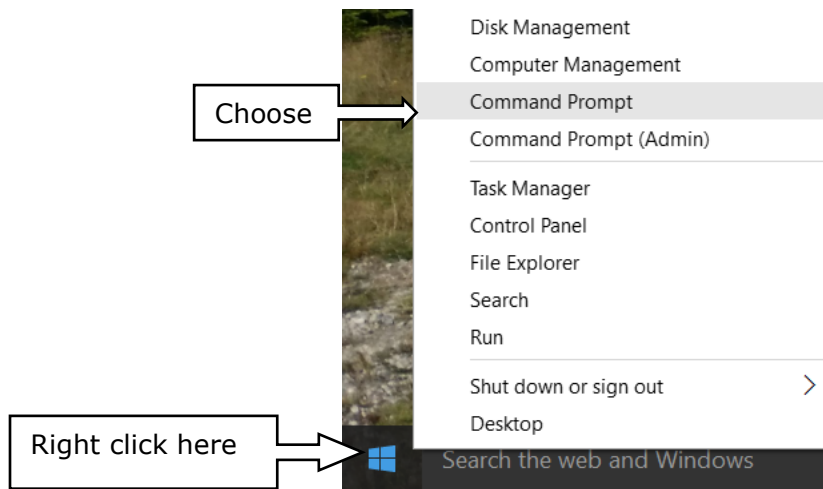 Disk Management
Computer Management
Choose
Command Prompt
Command Prompt (Admin)
Task Manager
Control Panel
File Explorer
Search
Run
Shut down or sign out
Desktop
Right click here
Search the web and Windows